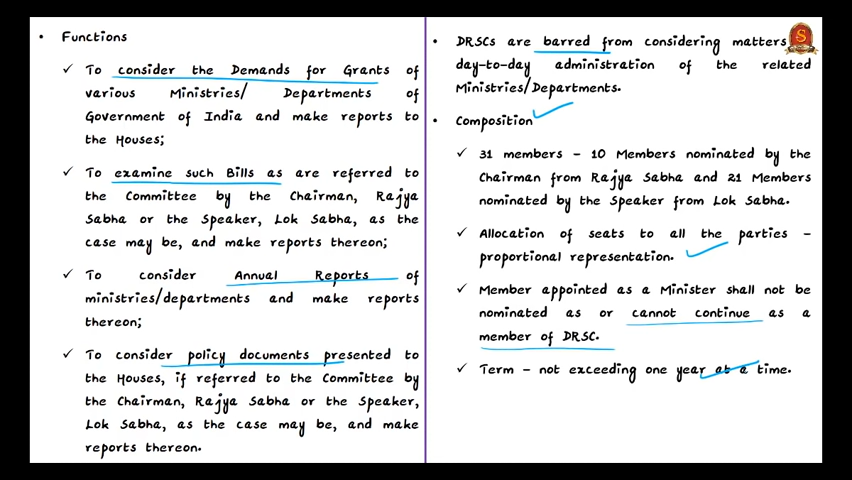 • Functions
✓ To consider the Demands for Grants of
various Ministries/ Departments of
Government of India and make reports to
the Houses;
✓ To examine such Bills as are referred to
the Committee by the Chairman, Rajya
Sabha or the Speaker, Lok Sabha, as the
case may be, and make reports thereon;
✓ To consider Annual Reports of
ministries/departments and make reports
thereon;
✓ To consider policy documents presented to
the Houses, if referred to the Committee by
the Chairman, Rajya Sabha or the Speaker,
Lok Sabha, as the case may be, and make
reports thereon.
• DRSCs are barred from considering matters
day-to-day administration of the related
Ministries/Departments.
• Composition
✓ 31 members – 10 Members nominated by the
Chairman from Rajya Sabha and 21 Members
nominated by the Speaker from Lok Sabha.
✓ Allocation of seats to all the parties –
proportional representation.
✓ Member appointed as a Minister shall not be
nominated as or cannot continue as a
member of DRSC.
✓ Term – not exceeding one year at a time.
S